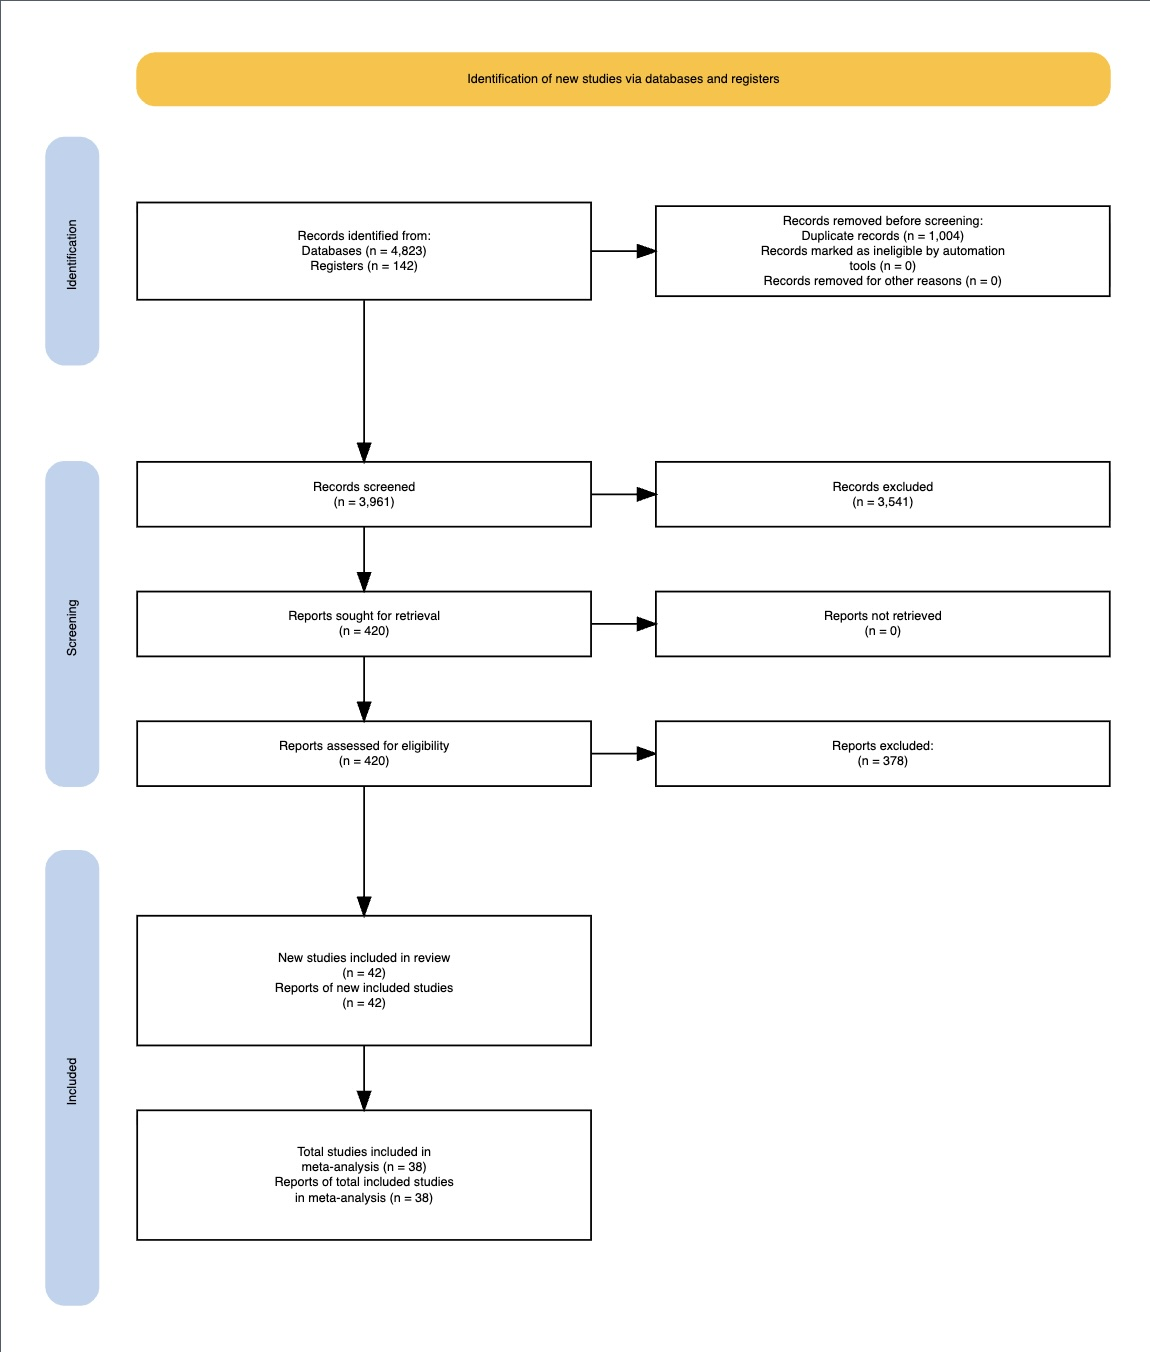 Identification of new studies via databases and registers
Identification
Records identified from:
Databases (n = 4,823)
Registers (n = 142)
Records removed before screening:
Duplicate records (n = 1,004)
Records marked as ineligible by automation
tools (n = 0)
Records removed for other reasons (n = 0)
Screening
Records screened
(n = 3,961)
Records excluded
(n = 3,541)
Reports sought for retrieval
(n = 420)
Reports not retrieved
(n = 0)
Reports assessed for eligibility
(n = 420)
Reports excluded:
(n = 378)
Included
New studies included in review
(n = 42)
Reports of new included studies
(n = 42)
Total studies included in
meta-analysis (n = 38)
Reports of total included studies
in meta-analysis (n = 38)